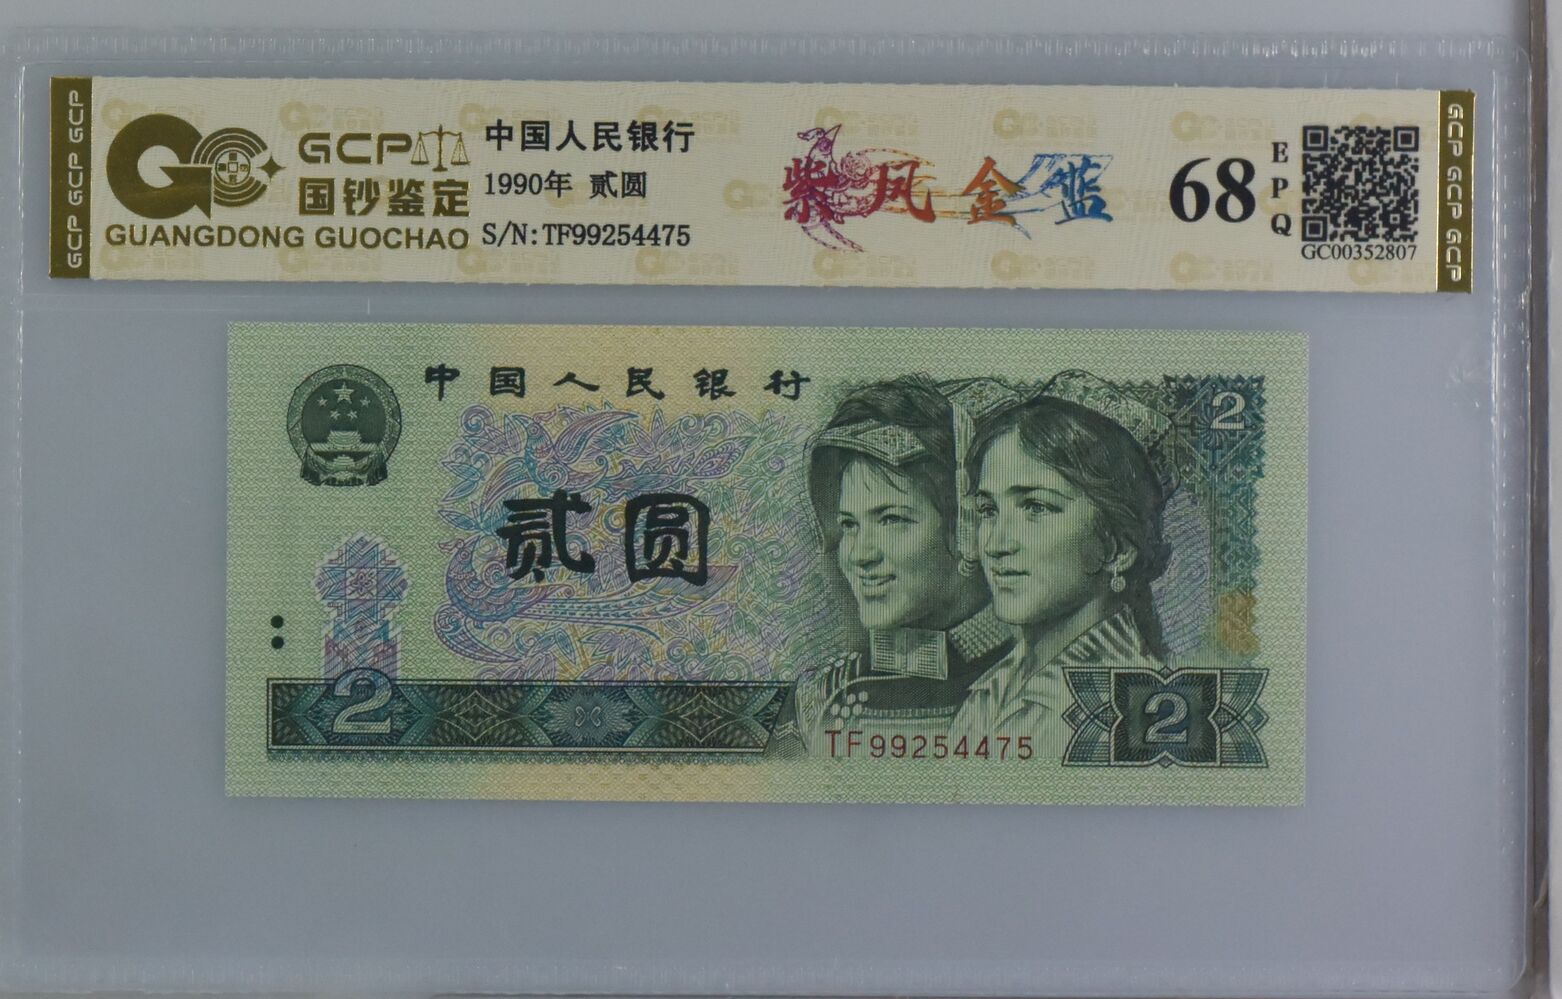 GCP GCP GCP
GCP
国钞鉴定
GUANGDONG GUOCHAO
中国人民银行
1990年 贰圆
S/N:TF99254475
紫凤金蓝
68
EPQ
GC00352807
GCP GCP GCP
中国人民银行
2
贰圆
2
TF99254475
2